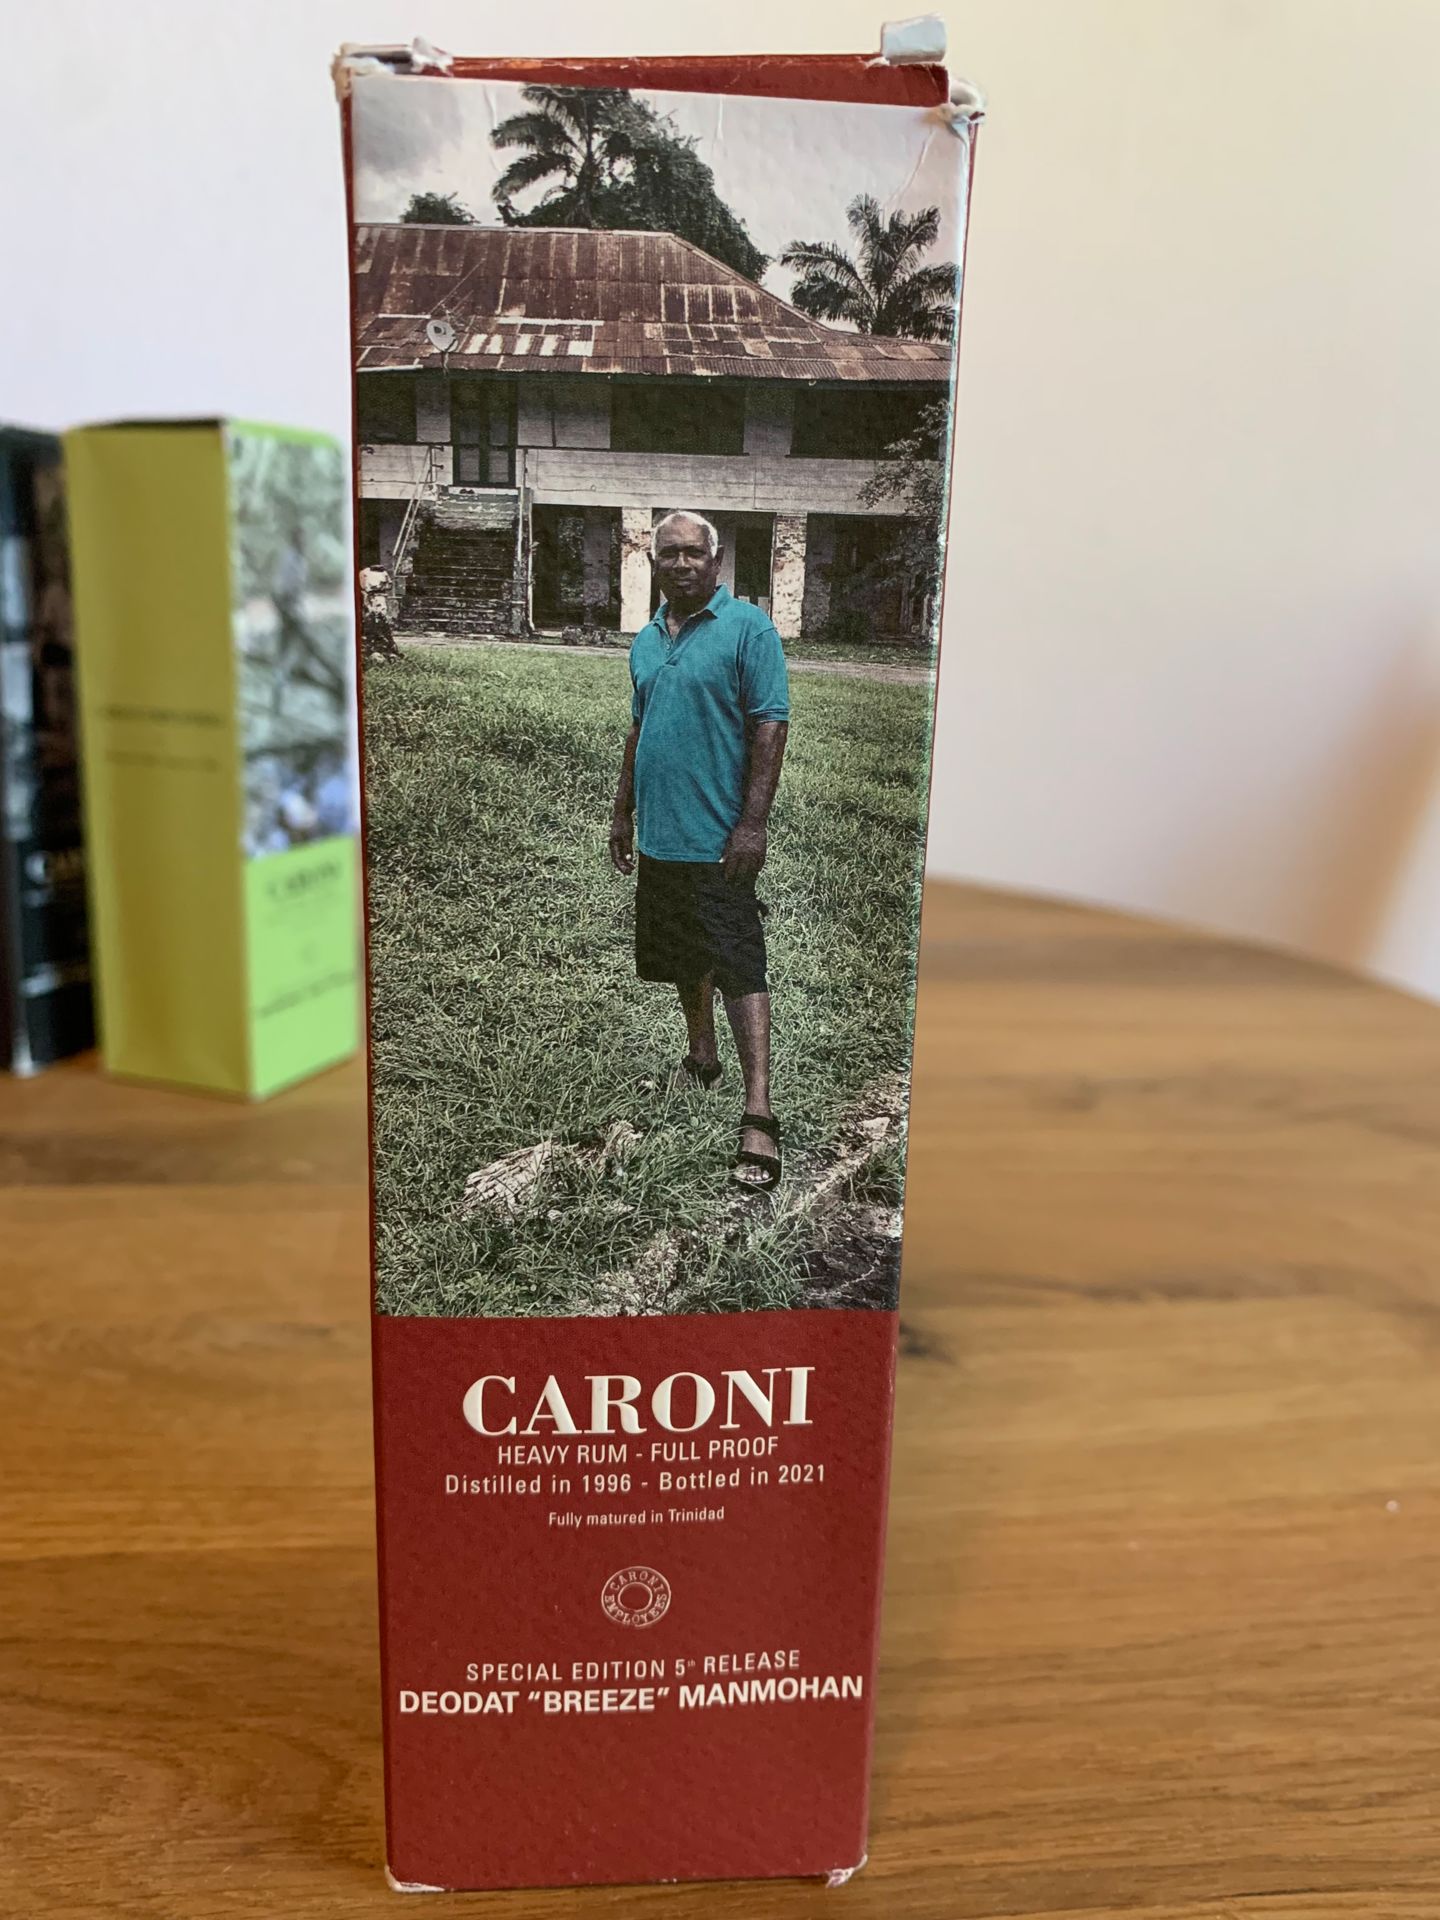 CARONI
HEAVY RUM - FULL PROOF
Distilled in 1996 - Bottled in 2021
Fully matured in Trinidad
CARONI
EMPLOYEES
SPECIAL EDITION 5th RELEASE
DEODAT "BREEZE" MANMOHAN
CARONI